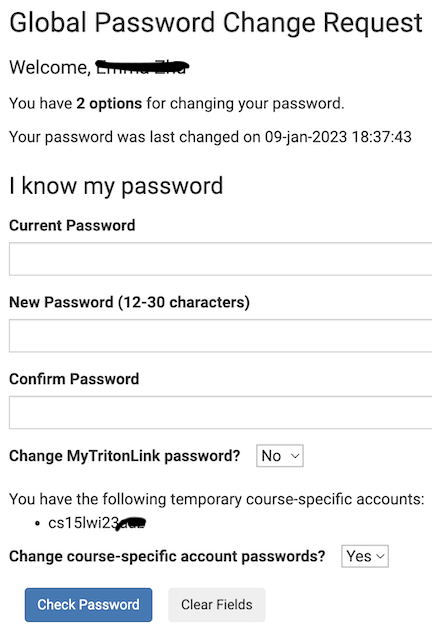 Global Password Change Request
Welcome,
You have 2 options for changing your password.
Your password was last changed on 09-jan-2023 18:37:43
I know my password
Current Password
New Password (12-30 characters)
Confirm Password
Change MyTritonLink password? No
You have the following temporary course-specific accounts:
• cs15lwi23
Change course-specific account passwords? Yes
Check Password Clear Fields